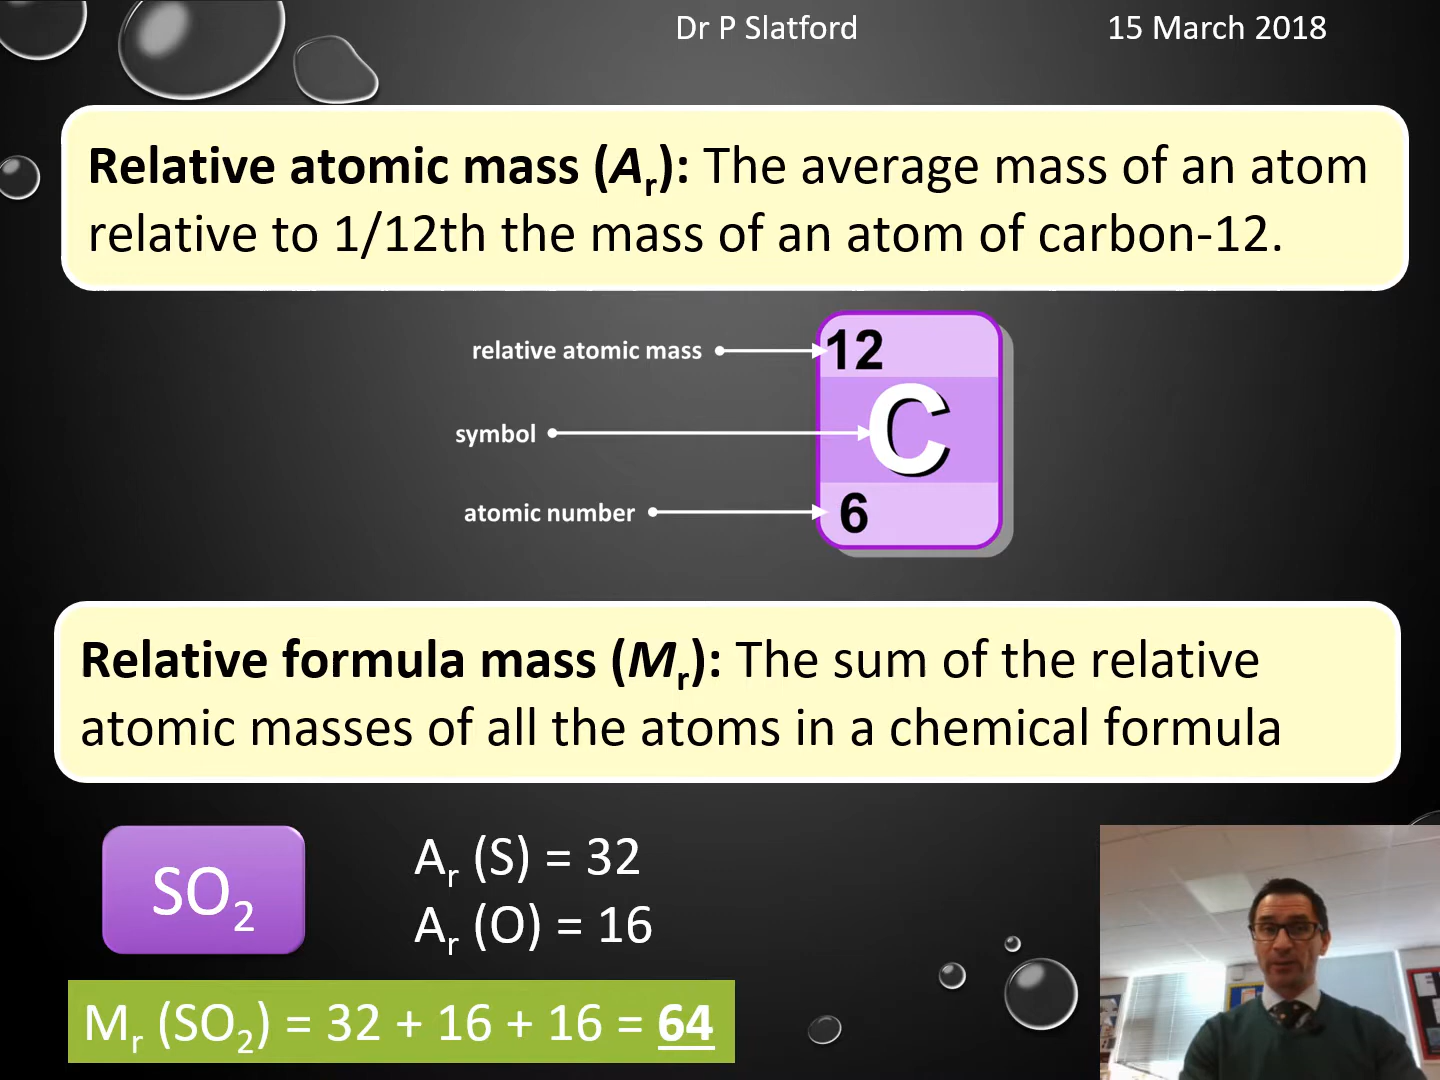 Dr P Slatford 15 March 2018
Relative atomic mass (Ar): The average mass of an atom
relative to 1/12th the mass of an atom of carbon-12.
relative atomic mass 12
symbol C
atomic number 6
Relative formula mass (Mr): The sum of the relative
atomic masses of all the atoms in a chemical formula
SO2
Ar (S) = 32
Ar (O) = 16
Mr (SO2) = 32 + 16 + 16 = 64